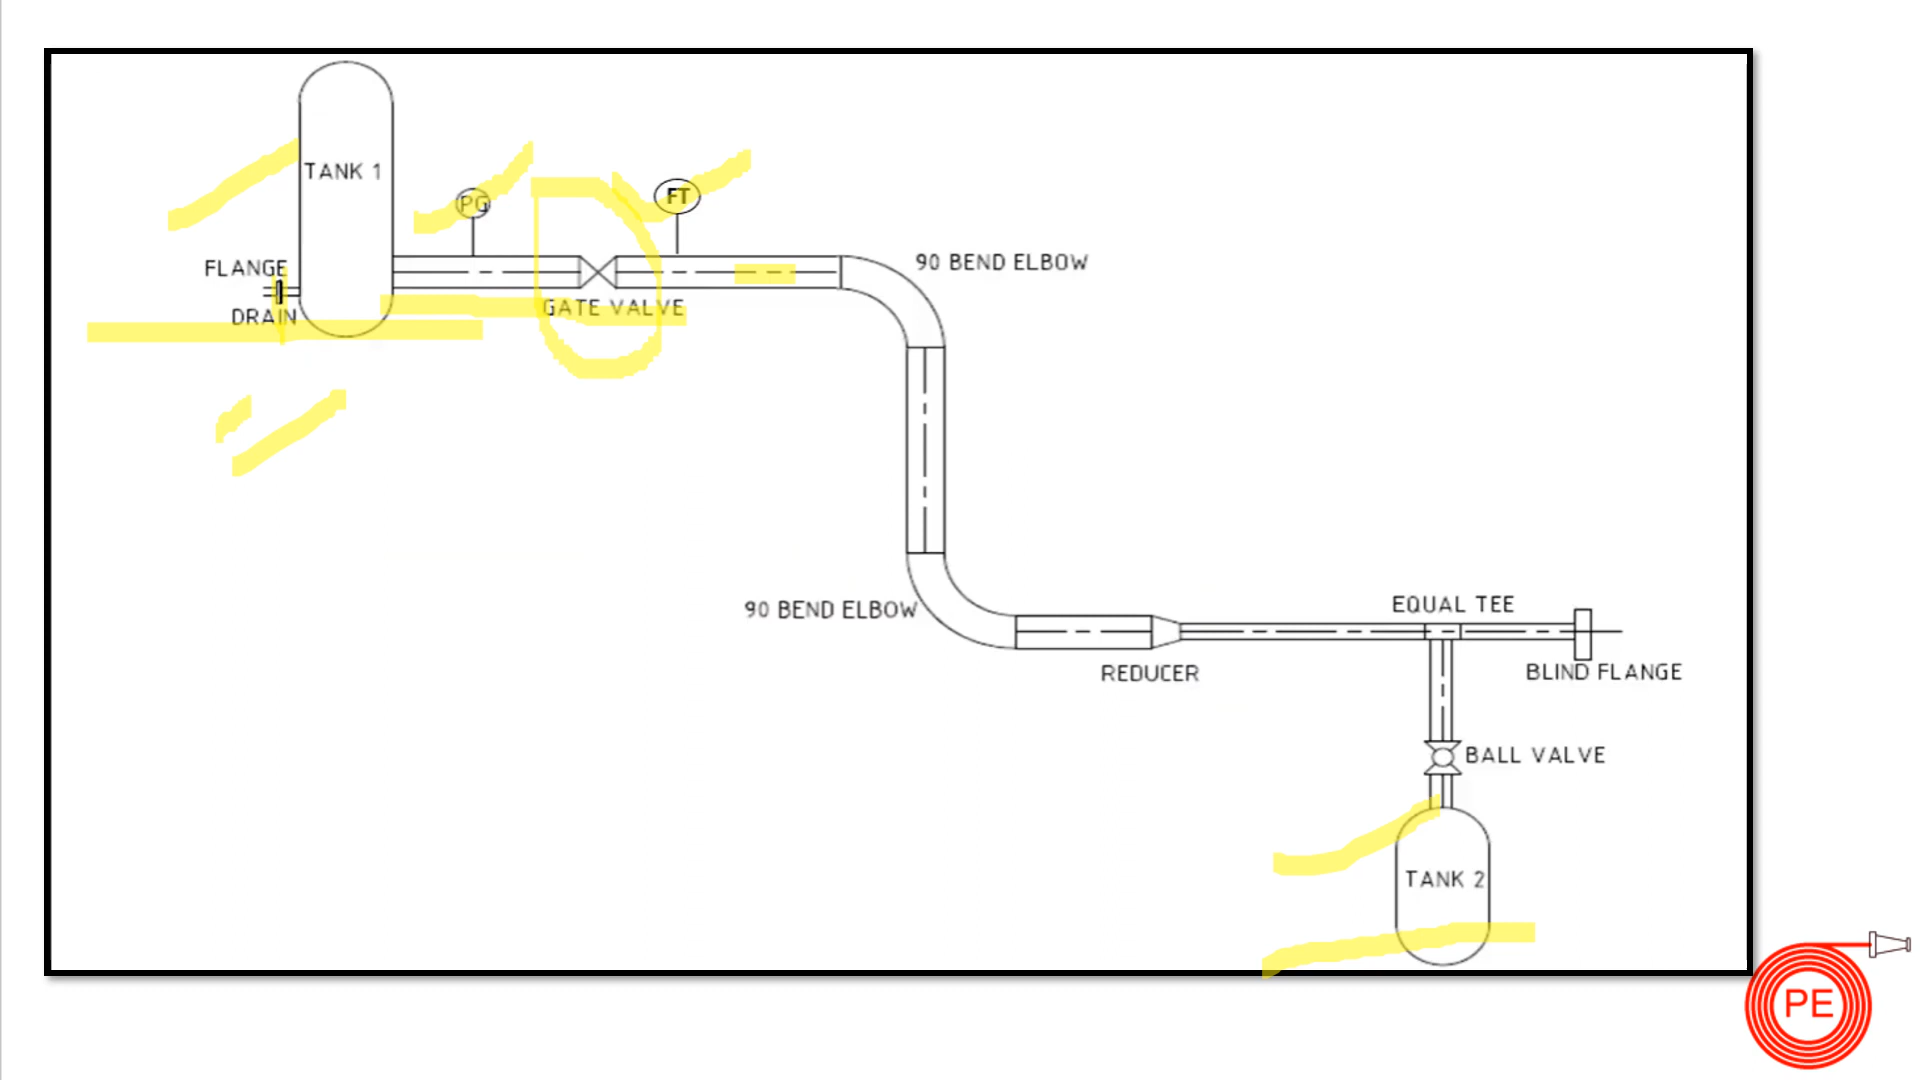 TANK 1
PG
FT
FLANGE
90 BEND ELBOW
GATE VALVE
DRAIN
90 BEND ELBOW
EQUAL TEE
REDUCER
BLIND FLANGE
BALL VALVE
TANK 2
PE